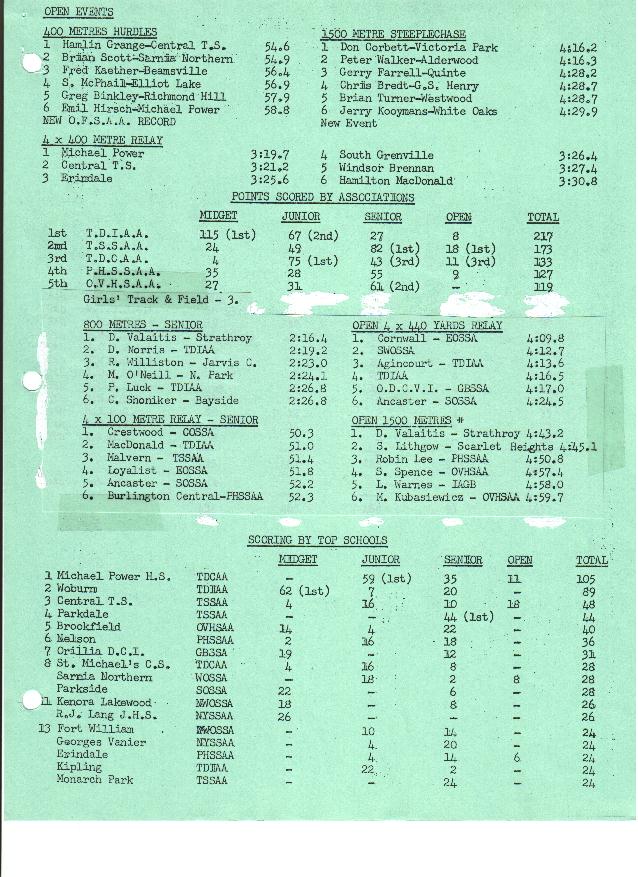 OPEN EVENTS
400 METRES HURDLES
1 Hamlin Grange-Central T.S. 54.6
2 Brian Scott-Sarnia Northern 54.9
3 Fred Kaether-Beamsville 56.4
4 S. McPhail-Elliot Lake 56.9
5 Greg Binkley-Richmond Hill 57.9
6 Emil Hirsch-Michael Power 58.8
NEW O.F.S.A.A. RECORD
1500 METRE STEEPLECHASE
1 Don Corbett-Victoria Park 4:16.2
2 Peter Walker-Alderwood 4:16.3
3 Gerry Farrell-Quinte 4:28.2
4 Chris Bredt-G.S. Henry 4:28.7
5 Brian Turner-Westwood 4:28.7
6 Jerry Kooymans-White Oaks 4:29.9
New Event
4 x 400 METRE RELAY
1 Michael Power 3:19.7
2 Central T.S. 3:21.2
3 Erindale 3:25.6
4 South Grenville 3:26.4
5 Windsor Brennan 3:27.4
6 Hamilton MacDonald 3:30.8
POINTS SCORED BY ASSOCIATIONS
MIDGET JUNIOR SENIOR OPEN TOTAL
1st T.D.I.A.A. 115 (1st) 67 (2nd) 27 8 217
2nd T.S.S.A.A. 24 49 82 (1st) 18 (1st) 173
3rd T.D.C.A.A. 4 75 (1st) 43 (3rd) 11 (3rd) 133
4th P.H.S.S.A.A. 35 28 55 9 127
5th O.V.H.S.A.A. 27 31 61 (2nd) - 119
Girls' Track & Field - 3.
800 METRES - SENIOR
1. D. Valaitis - Strathroy 2:16.4
2. D. Norris - TDIAA 2:19.2
3. R. Williston - Jarvis C. 2:23.0
4. M. O'Neill - N. Park 2:24.1
5. P. Luck - TDIAA 2:26.8
6. C. Shoniker - Bayside 2:26.8
OPEN 4 x 440 YARDS RELAY
1. Cornwall - EOSSA 4:09.8
2. SWOSSA 4:12.7
3. Agincourt - TDIAA 4:13.6
4. TDIAA 4:16.5
5. O.D.C.V.I. - GBSSA 4:17.0
6. Ancaster - SOSSA 4:24.5
4 x 100 METRE RELAY - SENIOR
1. Crestwood - COSSA 50.3
2. MacDonald - TDIAA 51.0
3. Malvern - TSSAA 51.4
4. Loyalist - EOSSA 51.8
5. Ancaster - SOSSA 52.2
6. Burlington Central-PHSSAA 52.3
OPEN 1500 METRES *
1. D. Valaitis - Strathroy 4:43.2
2. S. Lithgow - Scarlet Heights 4:45.1
3. Robin Lee - PHSSAA 4:50.8
4. S. Spence - OVHSAA 4:57.4
5. L. Warnes - IAGB 4:58.0
6. M. Kubasiewicz - OVHSAA 4:59.7
SCORING BY TOP SCHOOLS
MIDGET JUNIOR SENIOR OPEN TOTAL
1 Michael Power H.S. TDCAA - 59 (1st) 35 11 105
2 Woburn TDIAA 62 (1st) 7 20 - 89
3 Central T.S. TSSAA 4 16 10 18 48
4 Parkdale TSSAA - - 44 (1st) - 44
5 Brookfield OVHSAA 14 4 22 - 40
6 Nelson PHSSAA 2 16 18 - 36
7 Orillia D.C.I. GBSSA 19 - 12 - 31
8 St. Michael's C.S. TDCAA 4 16 8 - 28
Sarnia Northern WOSSA - 18 2 8 28
Parkside SOSSA 22 - 6 - 28
11 Kenora Lakewood NWOSSA 18 - 8 - 26
R.J. Lang J.H.S. NYSSAA 26 - - - 26
13 Fort William NWOSSA - 10 14 - 24
Georges Vanier NYSSAA - 4 20 - 24
Erindale PHSSAA - 4 14 6 24
Kipling TDIAA - 22 2 - 24
Monarch Park TSSAA - - 24 - 24